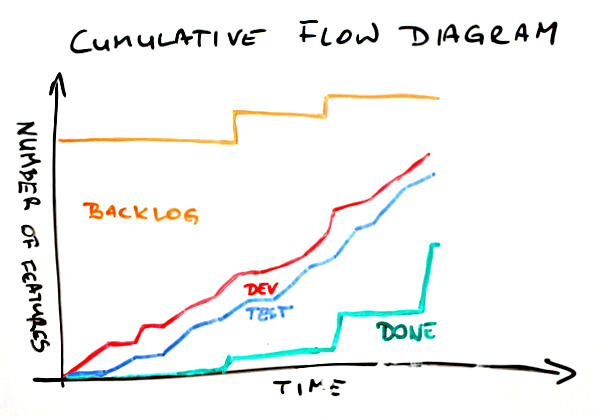 CUMULATIVE FLOW DIAGRAM
NUMBER OF FEATURES
BACKLOG
DEV
TEST
DONE
TIME